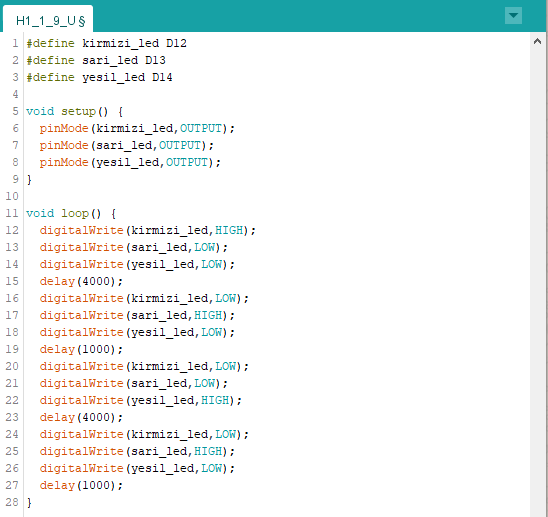 H1_1_9_U§
1 #define kirmizi_led D12
2 #define sari_led D13
3 #define yesil_led D14
4
5 void setup() {
6   pinMode(kirmizi_led,OUTPUT);
7   pinMode(sari_led,OUTPUT);
8   pinMode(yesil_led,OUTPUT);
9 }
10
11 void loop() {
12   digitalWrite(kirmizi_led,HIGH);
13   digitalWrite(sari_led,LOW);
14   digitalWrite(yesil_led,LOW);
15   delay(4000);
16   digitalWrite(kirmizi_led,LOW);
17   digitalWrite(sari_led,HIGH);
18   digitalWrite(yesil_led,LOW);
19   delay(1000);
20   digitalWrite(kirmizi_led,LOW);
21   digitalWrite(sari_led,LOW);
22   digitalWrite(yesil_led,HIGH);
23   delay(4000);
24   digitalWrite(kirmizi_led,LOW);
25   digitalWrite(sari_led,HIGH);
26   digitalWrite(yesil_led,LOW);
27   delay(1000);
28 }